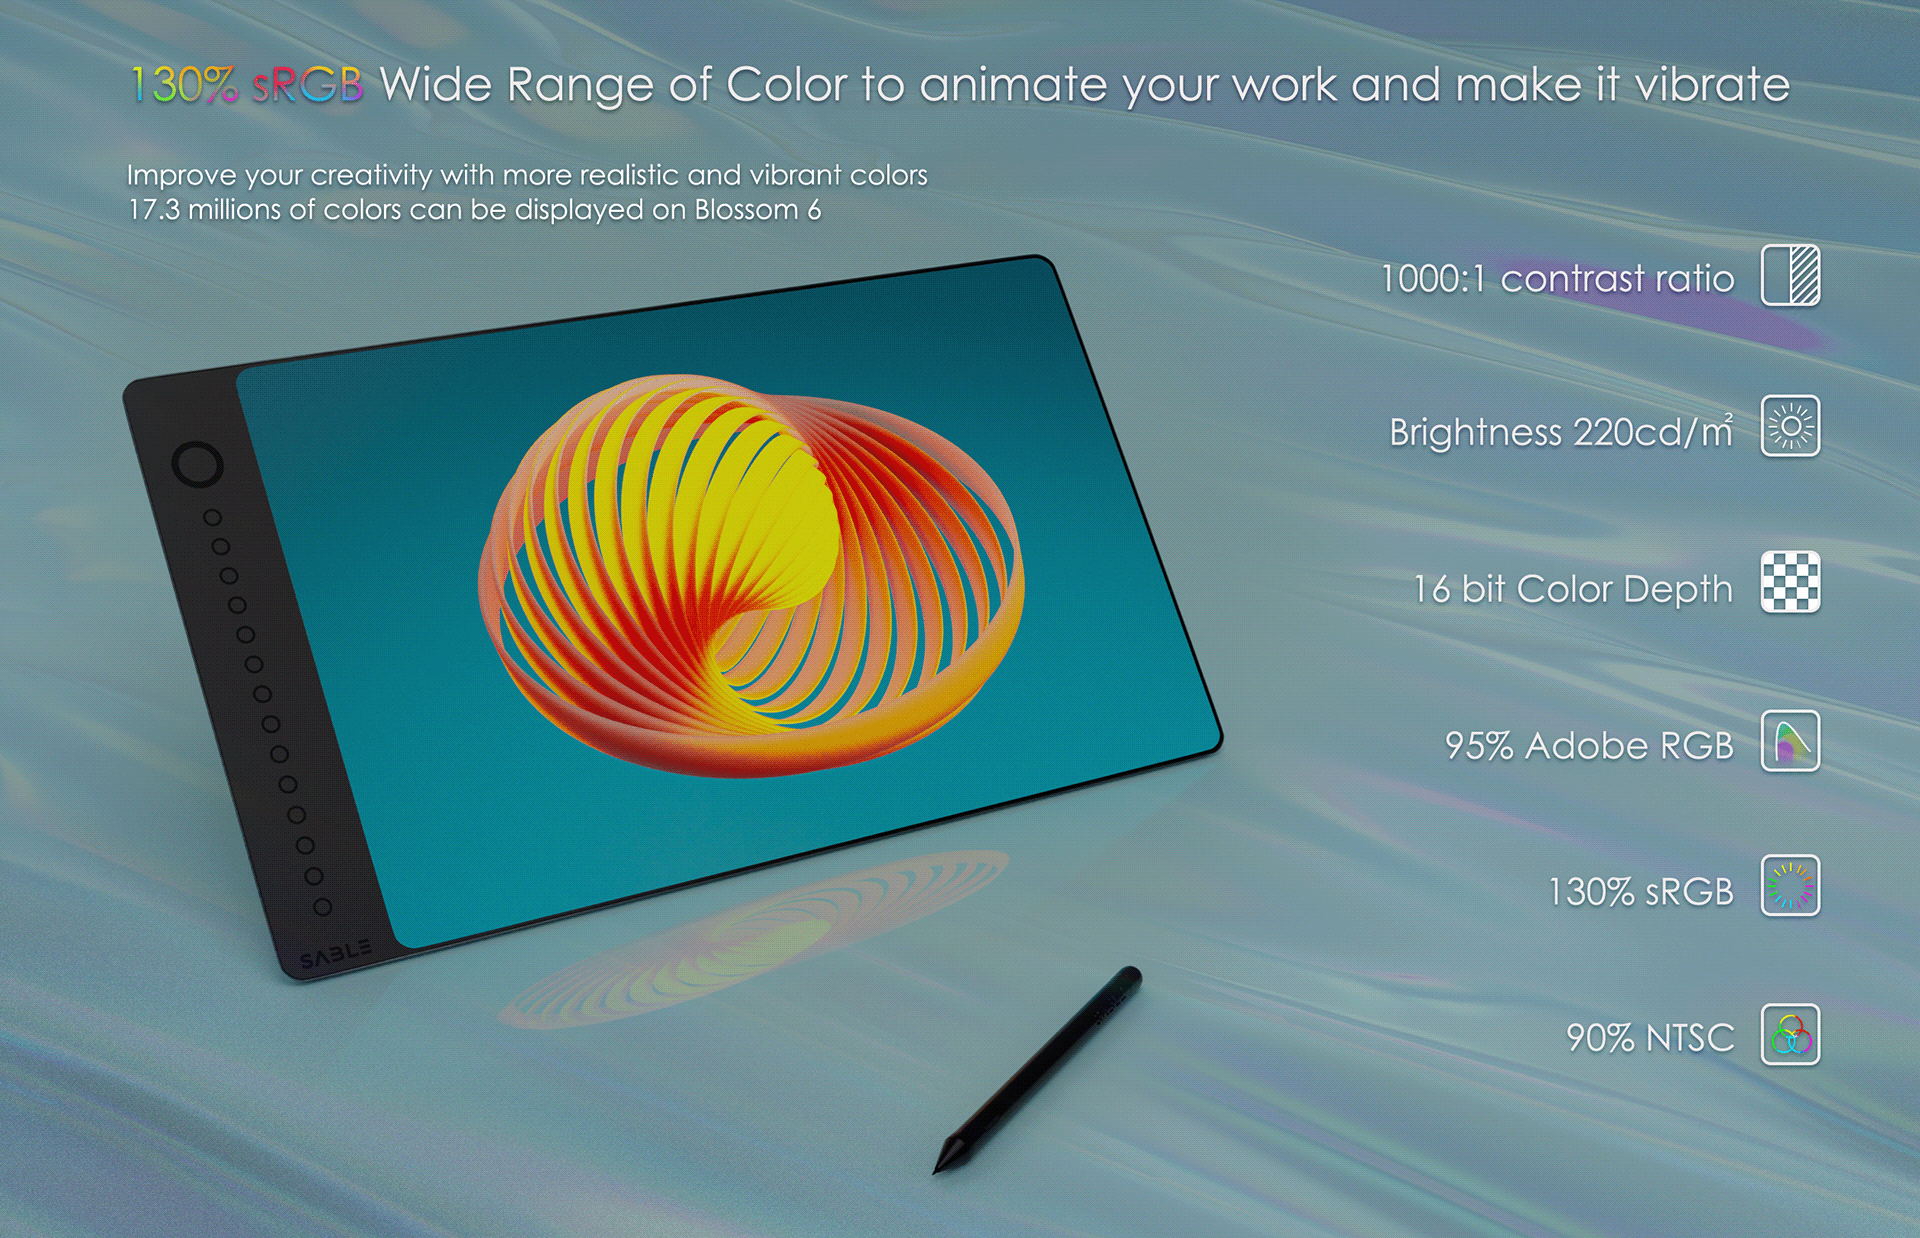 130% sRGB Wide Range of Color to animate your work and make it vibrate
Improve your creativity with more realistic and vibrant colors
17.3 millions of colors can be displayed on Blossom 6
1000:1 contrast ratio
Brightness 220cd/m²
16 bit Color Depth
95% Adobe RGB
130% sRGB
90% NTSC
SABLE